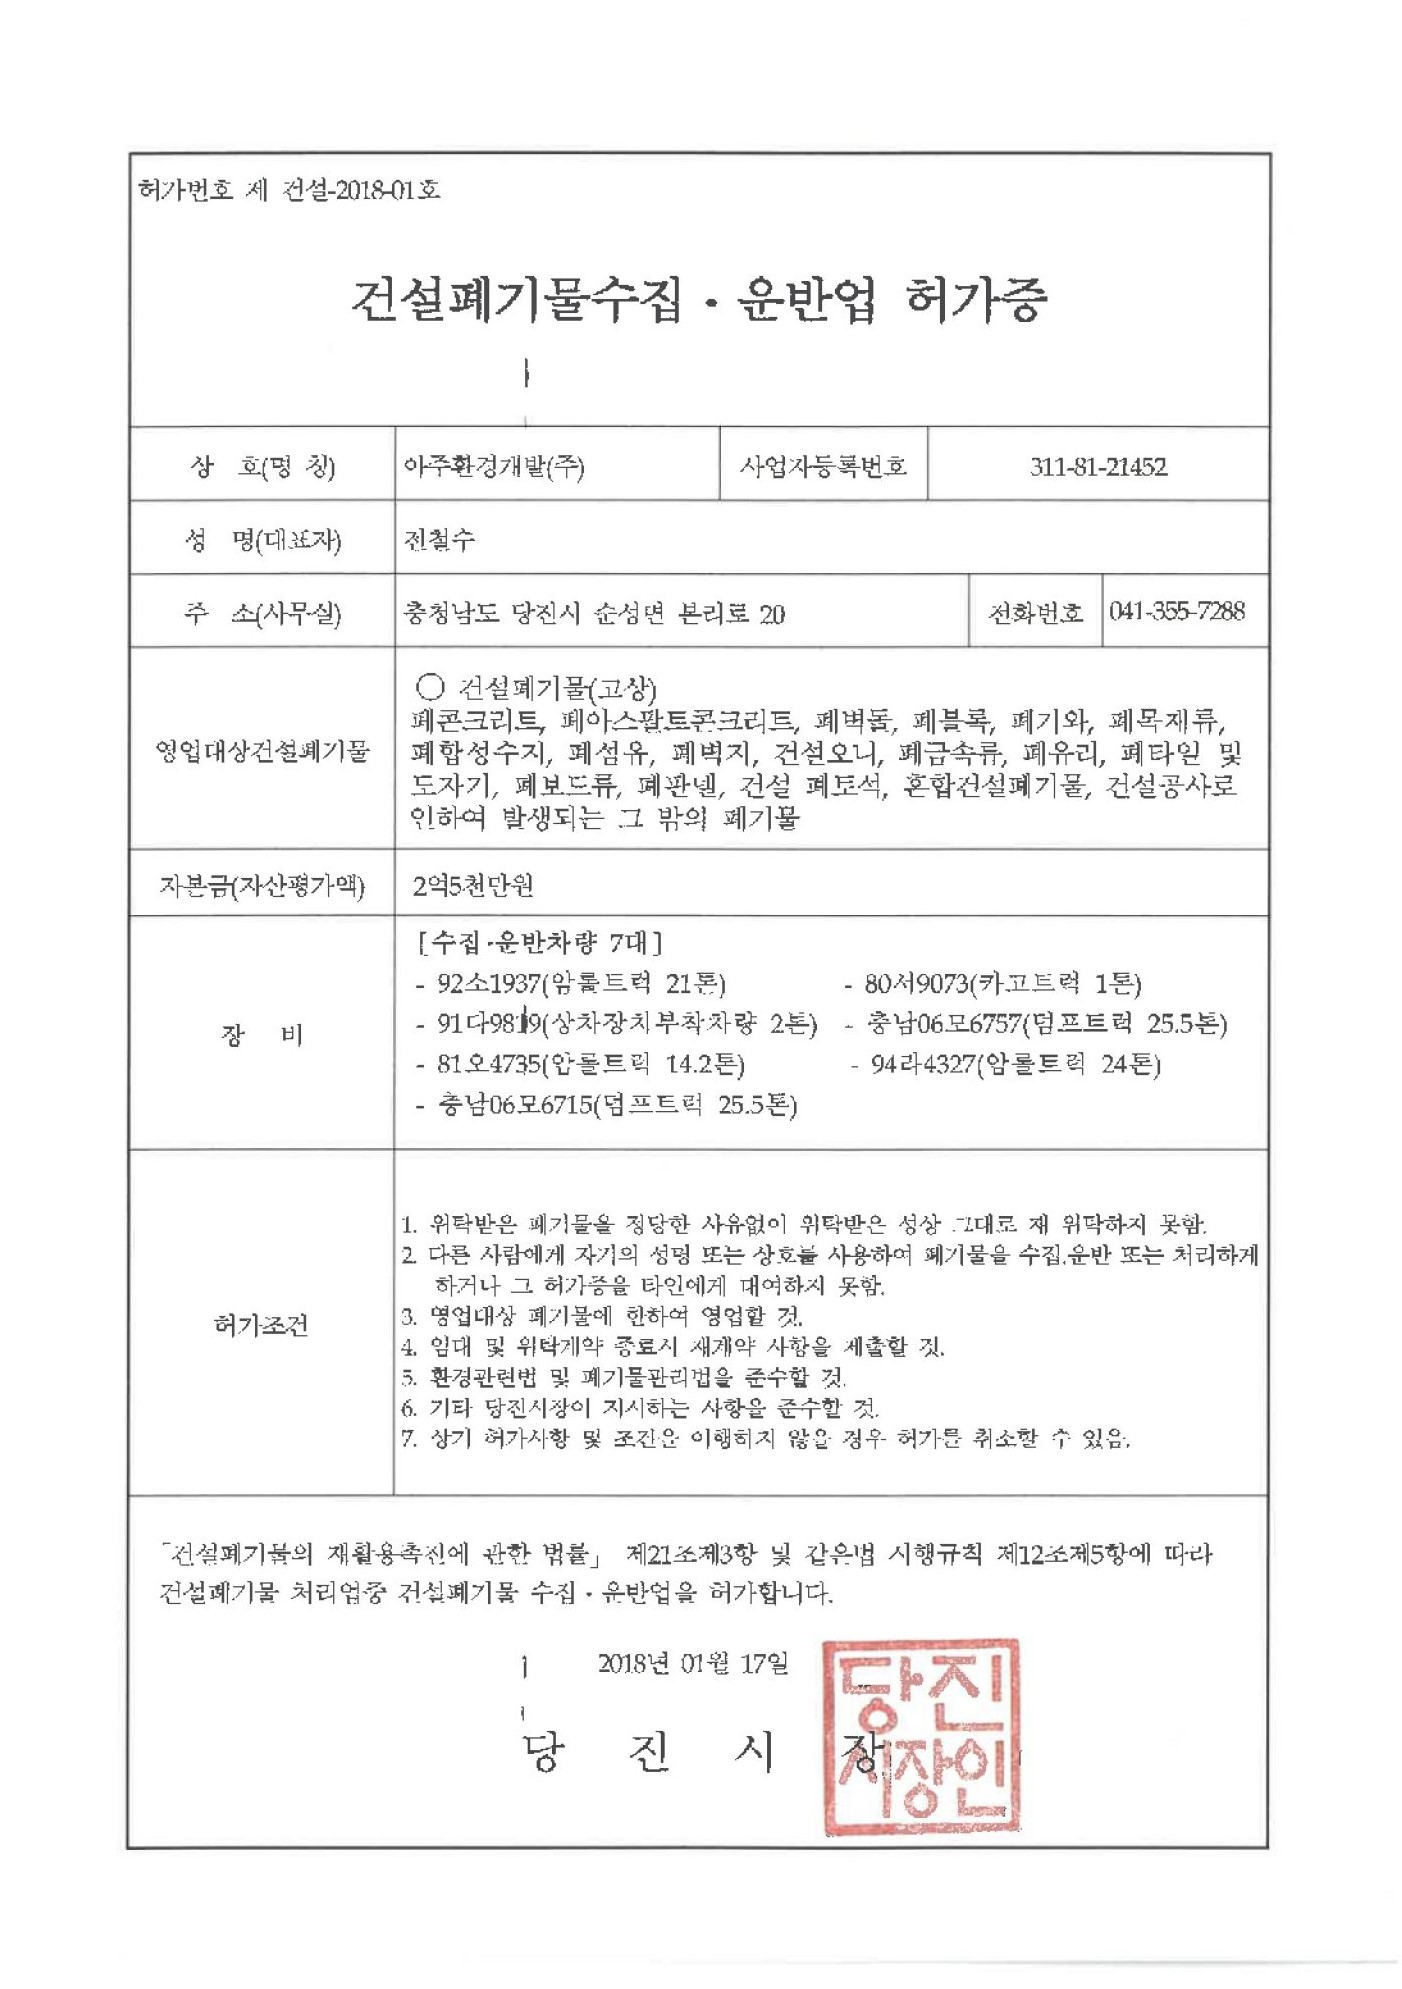 허가번호 제 건설-2018-01호
건설폐기물수집·운반업 허가증
상 호(명 칭) 아주환경개발(주) 사업자등록번호 311-81-21452
성 명(대표자) 전철수
주 소(사무실) 충청남도 당진시 순성면 본리로 20 전화번호 041-355-7288
영업대상건설폐기물
○ 건설폐기물(고상)
폐콘크리트, 폐아스팔트콘크리트, 폐벽돌, 폐블록, 폐기와, 폐목재류,
폐합성수지, 폐섬유, 폐벽지, 건설오니, 폐금속류, 폐유리, 폐타일 및
도자기, 폐보드류, 폐판넬, 건설 폐토석, 혼합건설폐기물, 건설공사로
인하여 발생되는 그 밖의 폐기물
자본금(자산평가액) 2억5천만원
장 비
[수집·운반차량 7대]
- 92소1937(암롤트럭 21톤) - 80서9073(카고트럭 1톤)
- 91다9819(상차장치부착차량 2톤) - 충남06모6757(덤프트럭 25.5톤)
- 81오4735(암롤트럭 14.2톤) - 94라4327(암롤트럭 24톤)
- 충남06모6715(덤프트럭 25.5톤)
허가조건
1. 위탁받은 폐기물을 정당한 사유없이 위탁받은 성상 그대로 재 위탁하지 못함.
2. 다른 사람에게 자기의 성명 또는 상호를 사용하여 폐기물을 수집.운반 또는 처리하게
하거나 그 허가증을 타인에게 대여하지 못함.
3. 영업대상 폐기물에 한하여 영업할 것.
4. 임대 및 위탁계약 종료시 재계약 사항을 제출할 것.
5. 환경관련법 및 폐기물관리법을 준수할 것.
6. 기타 당진시장이 지시하는 사항을 준수할 것.
7. 상기 허가사항 및 조건을 이행하지 않을 경우 허가를 취소할 수 있음.
「건설폐기물의 재활용촉진에 관한 법률」 제21조제3항 및 같은법 시행규칙 제12조제5항에 따라
건설폐기물 처리업중 건설폐기물 수집·운반업을 허가합니다.
2018년 01월 17일
당 진 시 장
당진
시장인